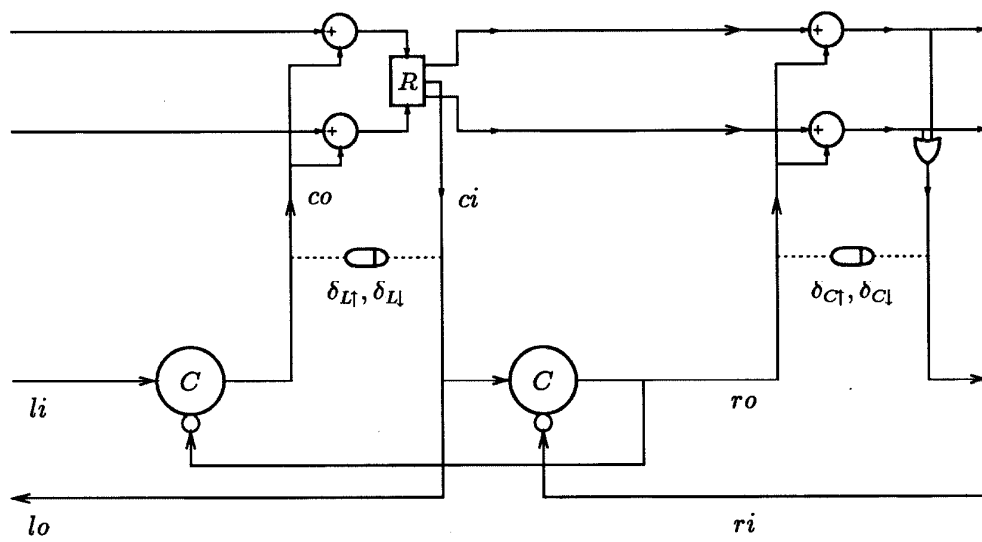 + +
R
+ +
co ci
δL↑, δL↓ δC↑, δC↓
C C
li ro
lo ri